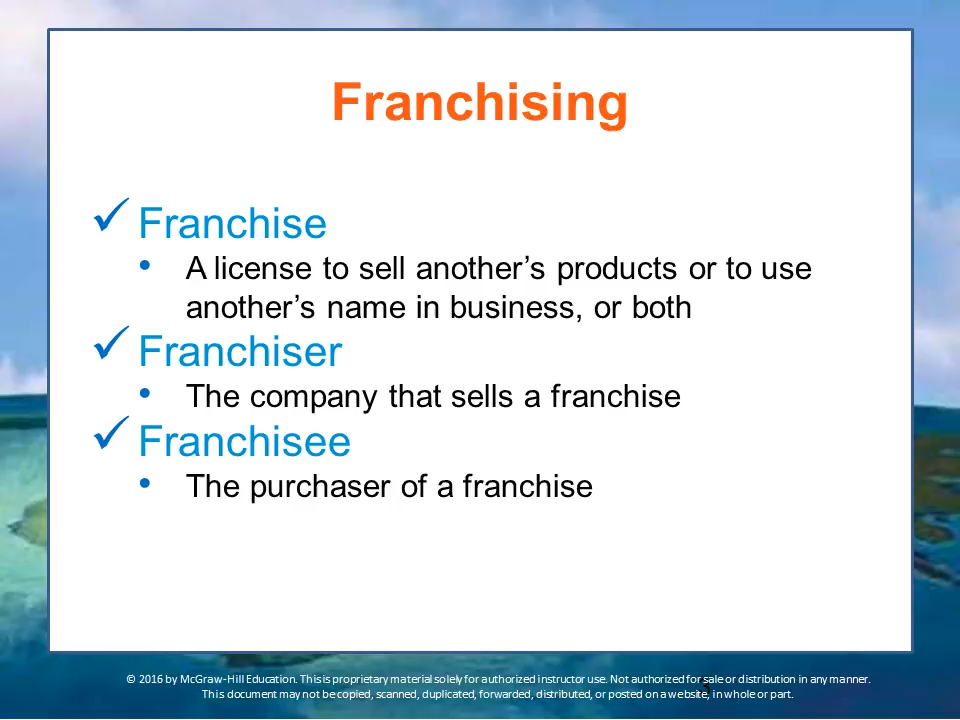 Franchising
✓ Franchise
• A license to sell another’s products or to use
another’s name in business, or both
✓ Franchiser
• The company that sells a franchise
✓ Franchisee
• The purchaser of a franchise
© 2016 by McGraw-Hill Education. This is proprietary material solely for authorized instructor use. Not authorized for sale or distribution in any manner.
This document may not be copied, scanned, duplicated, forwarded, distributed, or posted on a website, in whole or part.